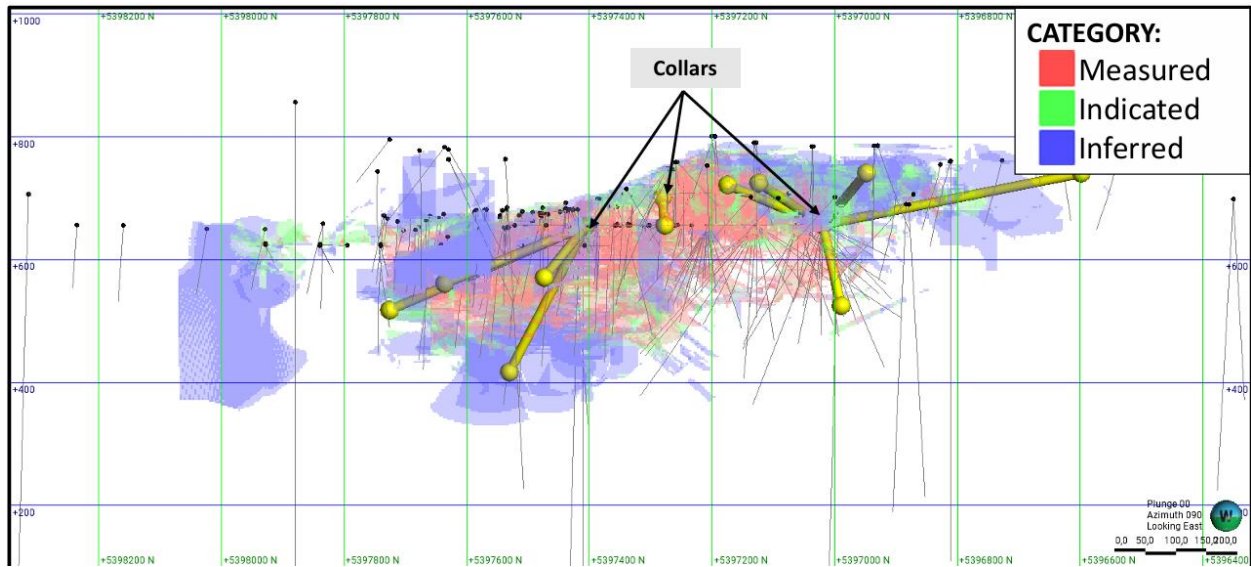 +1000
+5398200 N
+5398000 N
+5397800 N
+5397600 N
+5397400 N
+5397200 N
+5397000 N
+5396800 N
CATEGORY:
Measured
Indicated
Inferred
Collars
+800
+600
+600
+400
+400
+200
Plunge 00
Azimuth 090
Looking East
W
0,0 50,0 100,0 150,0 200,0
+5398200 N
+5398000 N
+5397800 N
+5397600 N
+5397400 N
+5397200 N
+5397000 N
+5396800 N
+5396600 N
+5396400